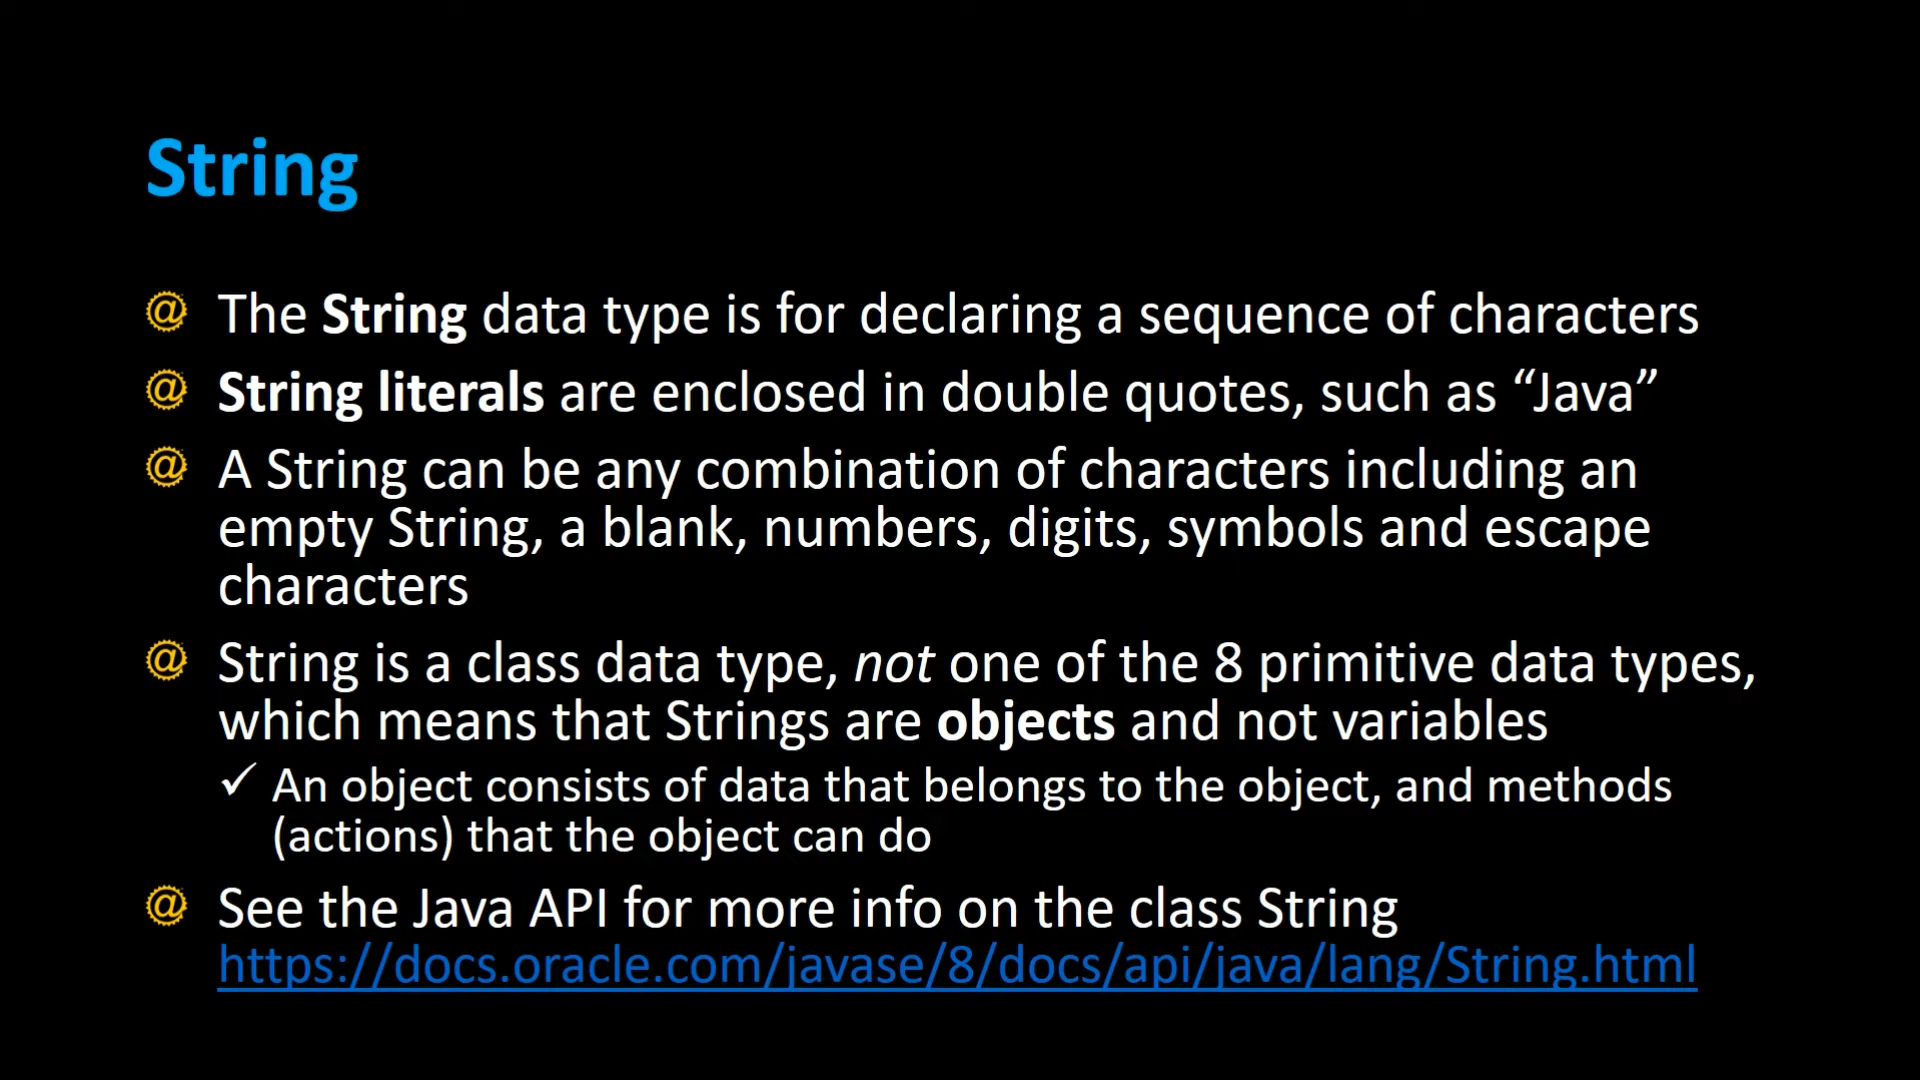 String
@ The String data type is for declaring a sequence of characters
@ String literals are enclosed in double quotes, such as “Java”
@ A String can be any combination of characters including an
empty String, a blank, numbers, digits, symbols and escape
characters
@ String is a class data type, not one of the 8 primitive data types,
which means that Strings are objects and not variables
✓ An object consists of data that belongs to the object, and methods
(actions) that the object can do
@ See the Java API for more info on the class String
https://docs.oracle.com/javase/8/docs/api/java/lang/String.html